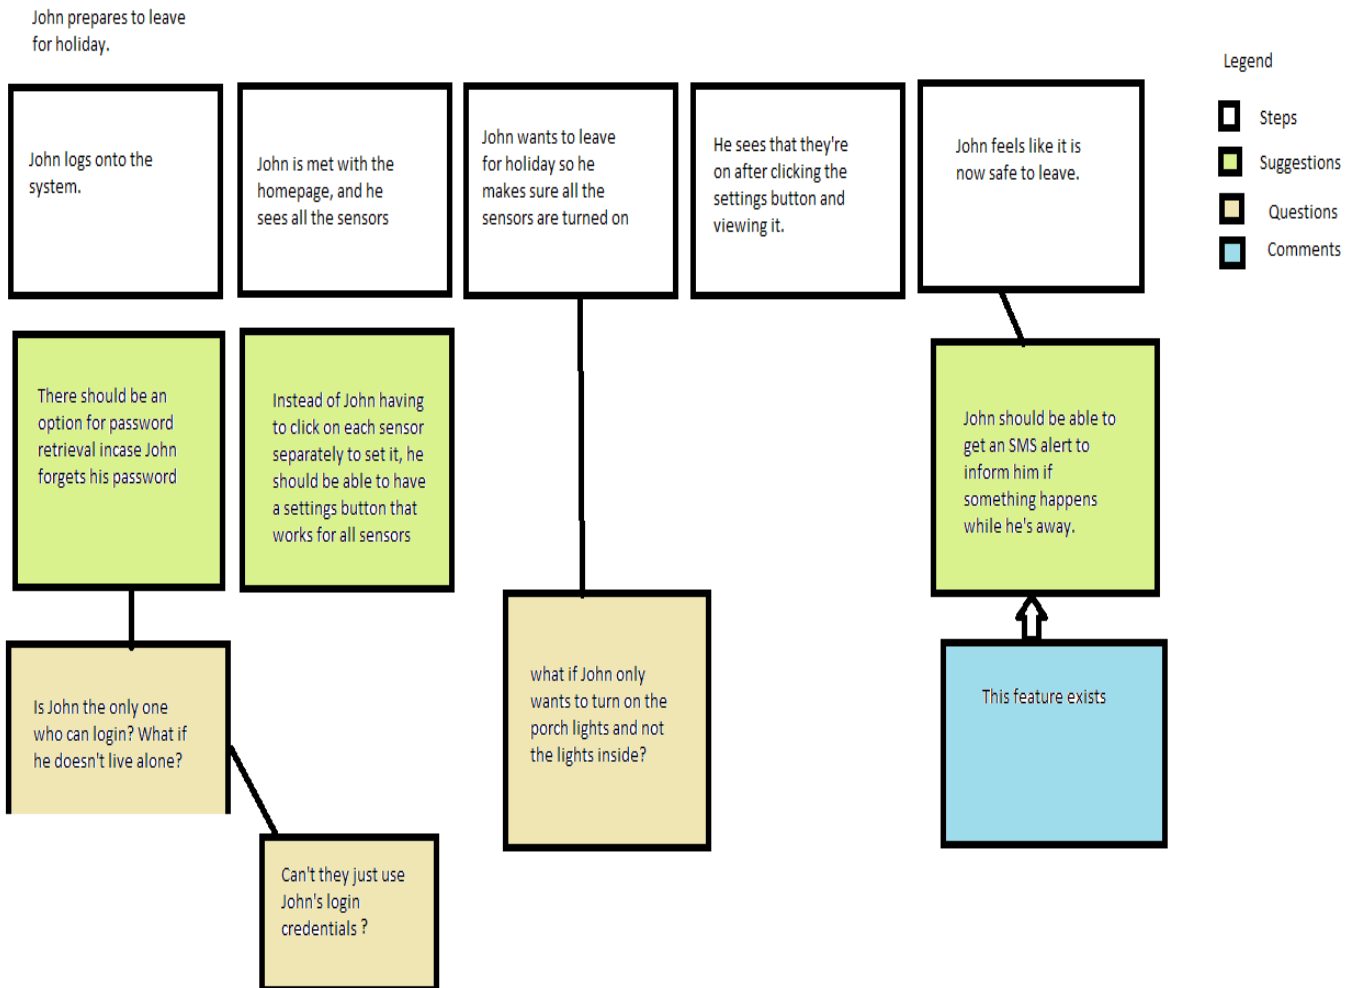 John prepares to leave
for holiday.
Legend
Steps
Suggestions
Questions
Comments
John logs onto the
system.
John is met with the
homepage, and he
sees all the sensors
John wants to leave
for holiday so he
makes sure all the
sensors are turned on
He sees that they're
on after clicking the
settings button and
viewing it.
John feels like it is
now safe to leave.
There should be an
option for password
retrieval incase John
forgets his password
Instead of John having
to click on each sensor
separately to set it, he
should be able to have
a settings button that
works for all sensors
John should be able to
get an SMS alert to
inform him if
something happens
while he's away.
Is John the only one
who can login? What if
he doesn't live alone?
what if John only
wants to turn on the
porch lights and not
the lights inside?
This feature exists
Can't they just use
John's login
credentials ?